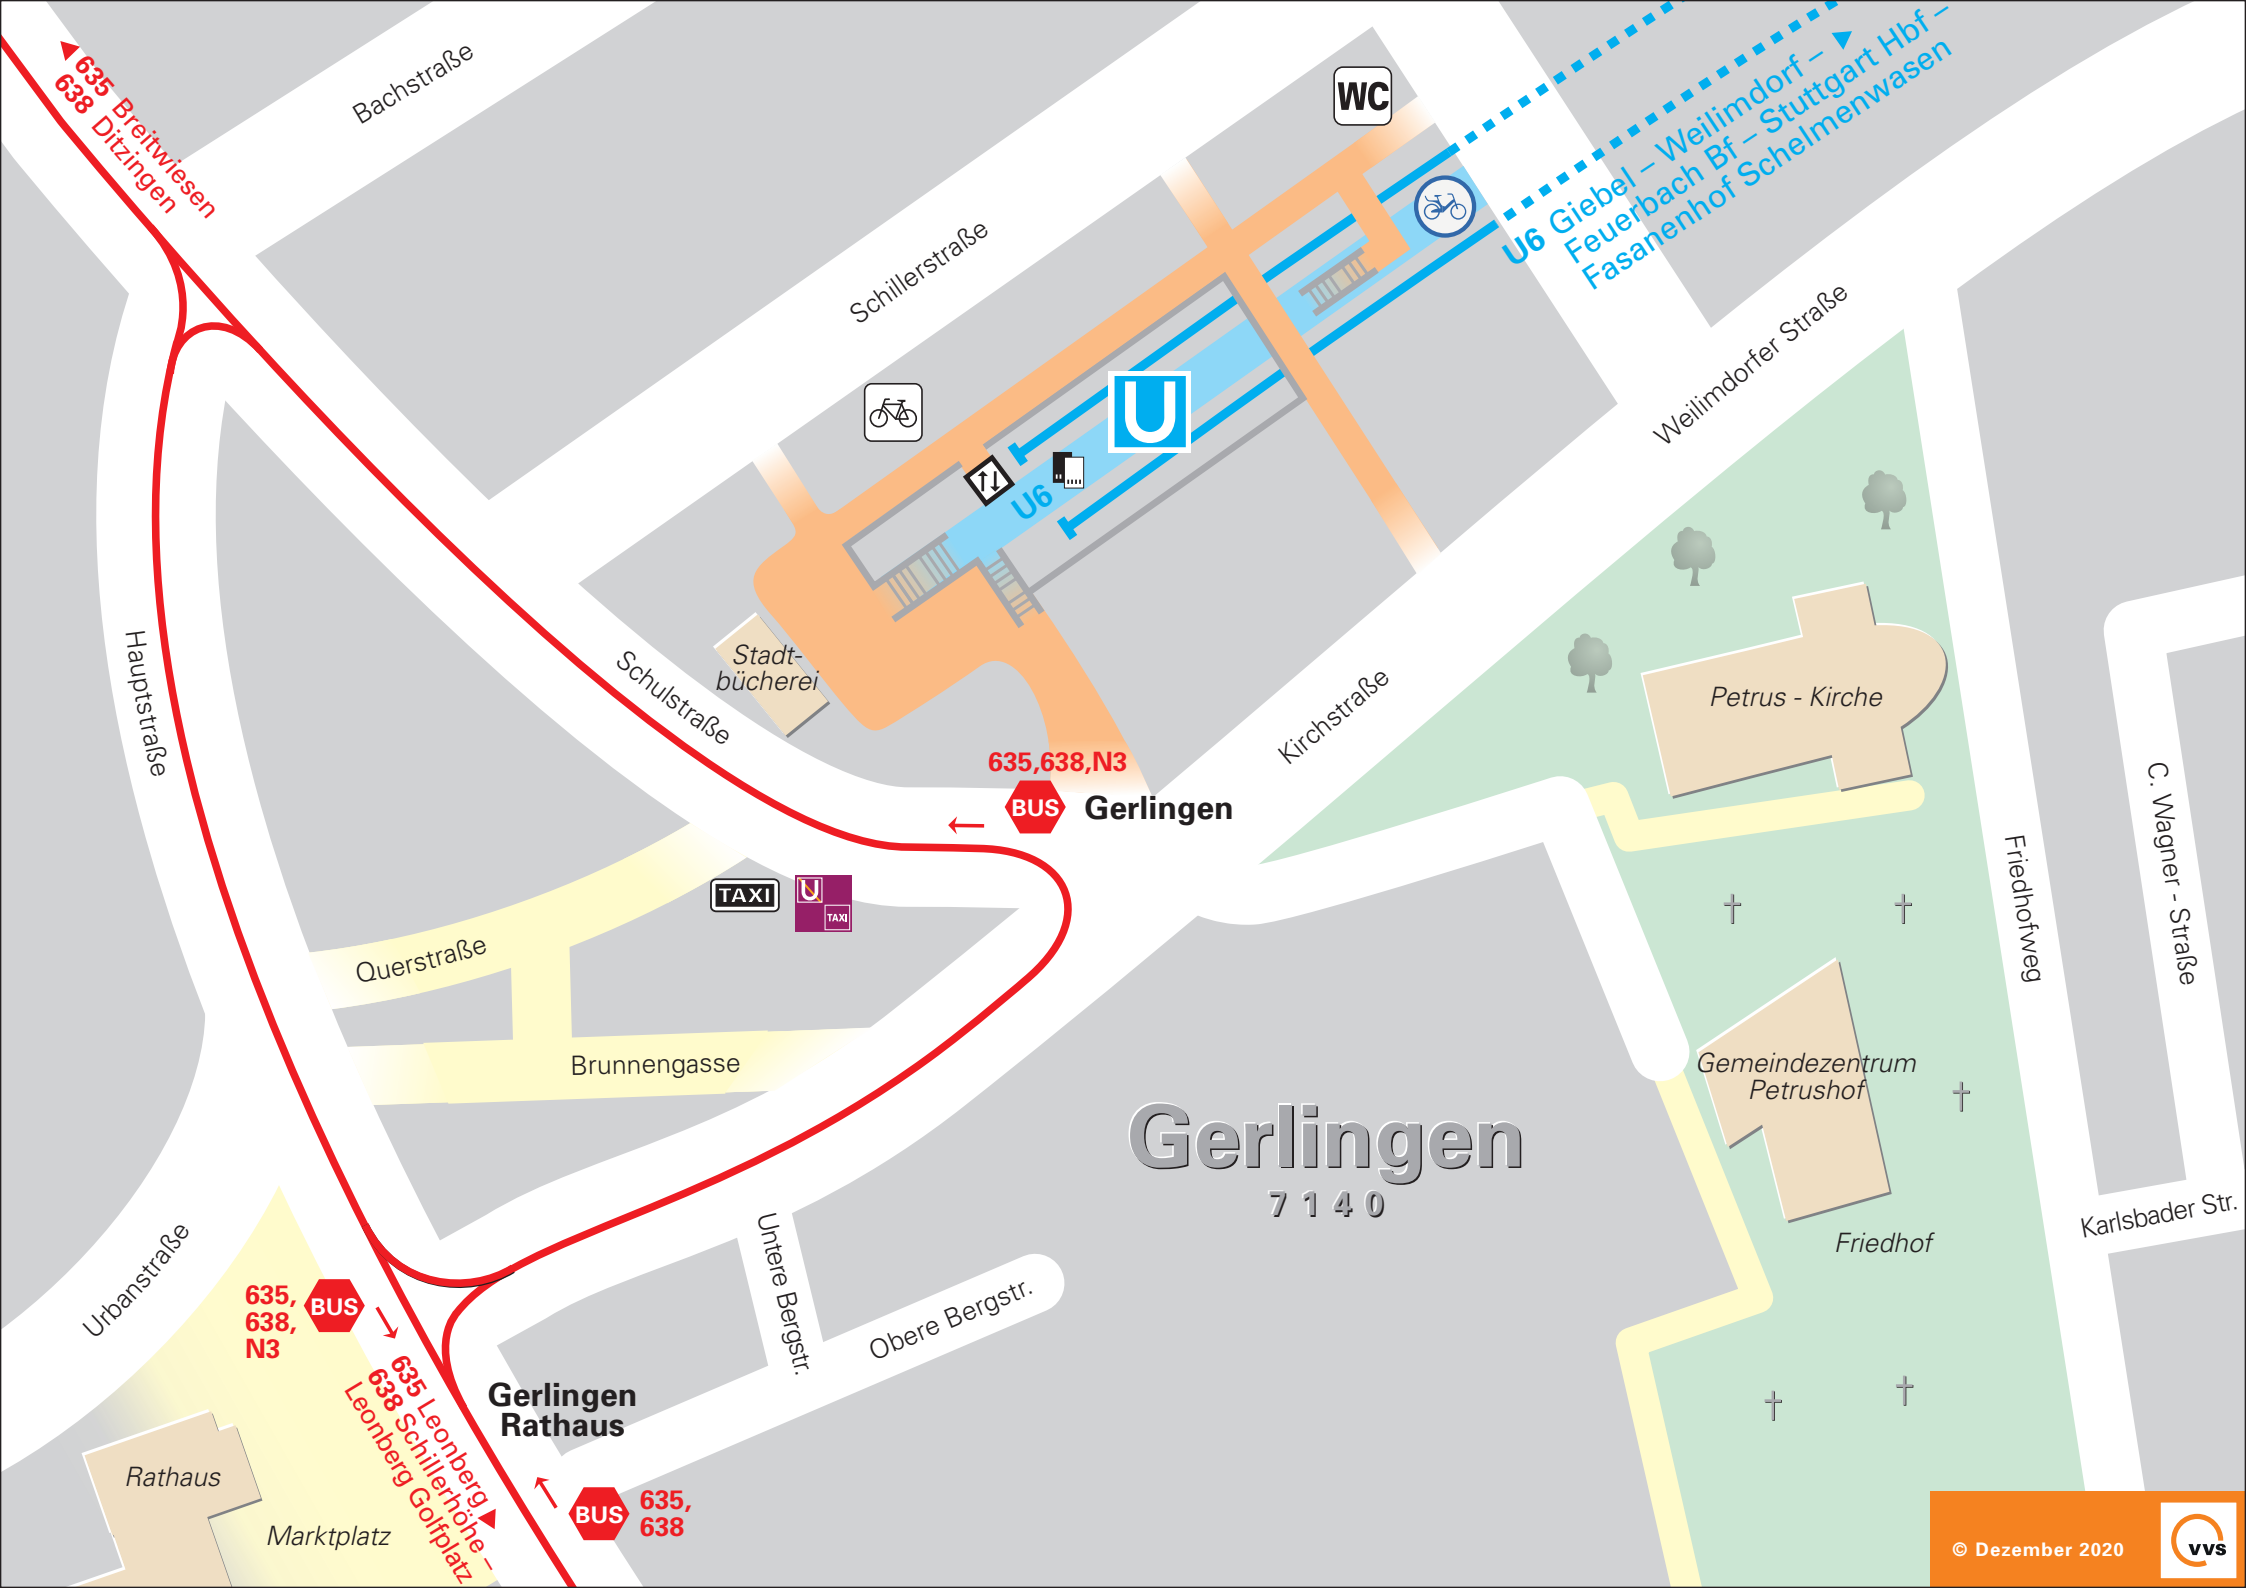 635 Breitwiesen
638 Ditzingen
Bachstraße
WC
U6 Giebel – Weilimdorf –
Feuerbach Bf – Stuttgart Hbf –
Fasanenhof Schelmenwasen
Schillerstraße
Weilimdorfer Straße
U
U6
Hauptstraße
Schulstraße
Stadt-
bücherei
Kirchstraße
Petrus - Kirche
635,638,N3
BUS
Gerlingen
C. Wagner - Straße
Friedhofweg
TAXI
U
TAXI
Querstraße
Brunnengasse
Gemeindezentrum
Petrushof
Gerlingen
7140
Urbanstraße
Untere Bergstr.
Obere Bergstr.
Friedhof
Karlsbader Str.
635,
638,
N3
BUS
635 Leonberg
638 Schillerhöhe –
Leonberg Golfplatz
Gerlingen
Rathaus
Rathaus
Marktplatz
BUS
635,
638
© Dezember 2020
VVS